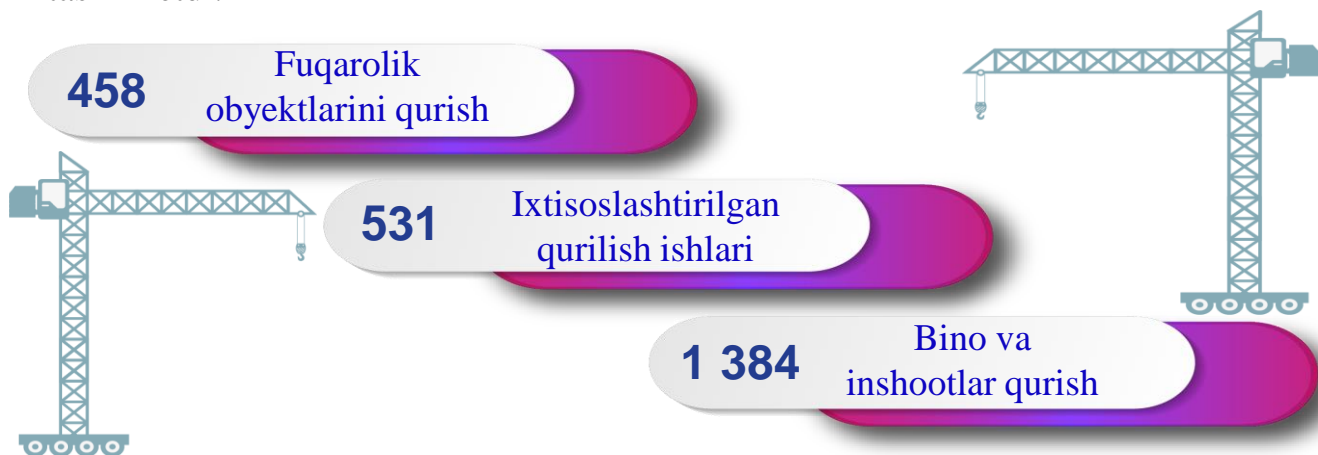 458
Fuqarolik
obyektlarini qurish
531
Ixtisoslashtirilgan
qurilish ishlari
1 384
Bino va
inshootlar qurish